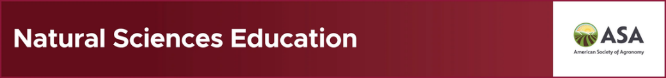 Natural Sciences Education
ASA
American Society of Agronomy